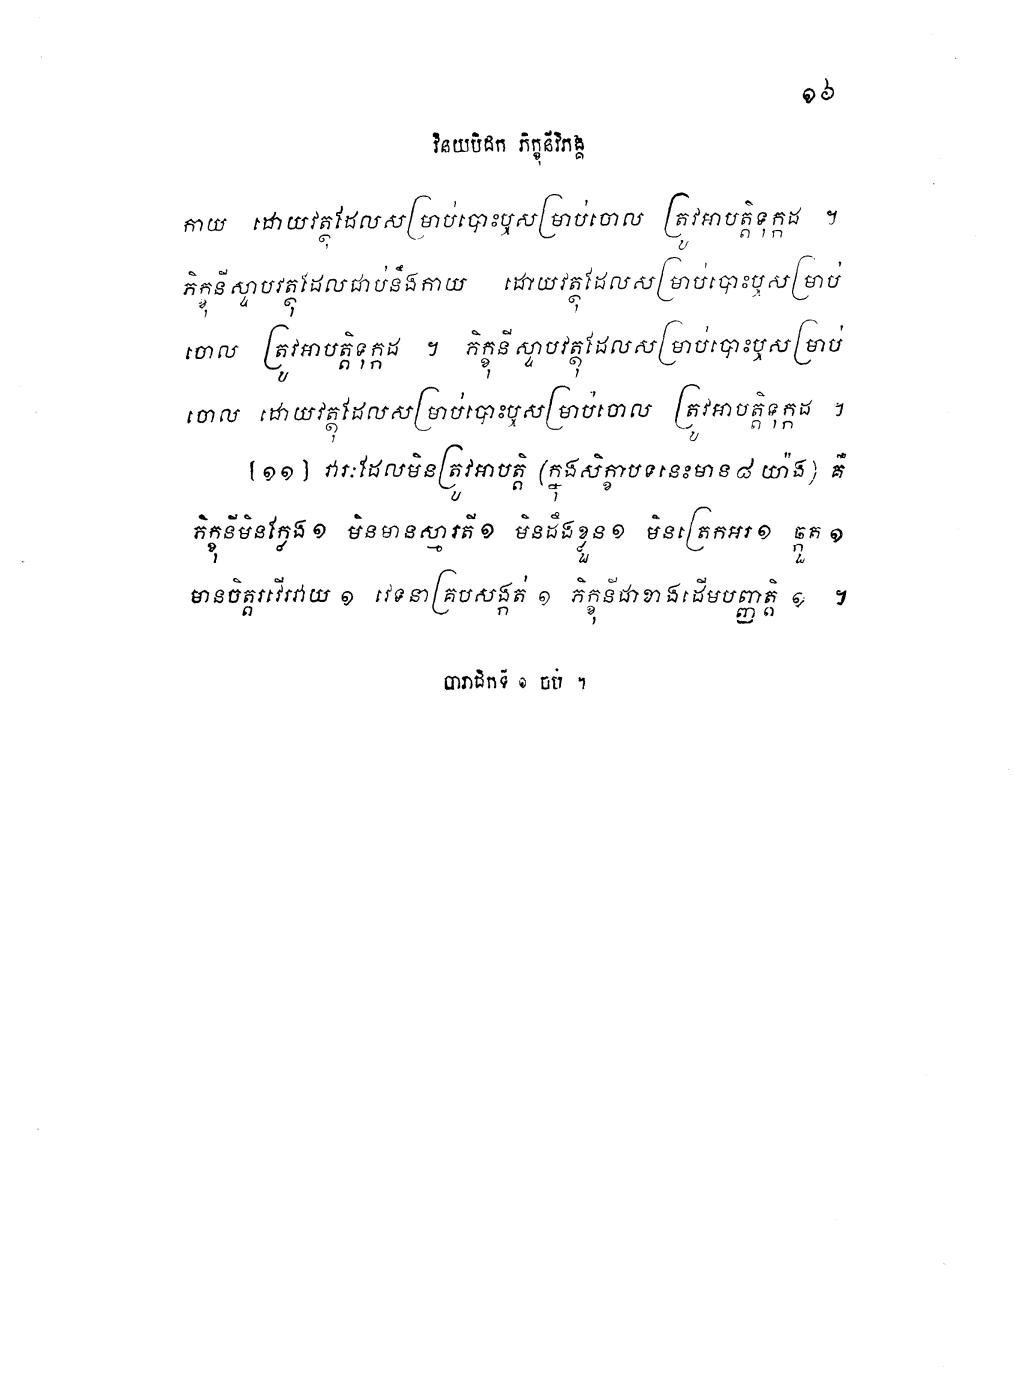 ១៦
វិនយបិដក ភិក្ខុនីវិភង្គ
កាយ ដោយវត្ថុដែលសម្រាប់បោះឬសម្រាប់ចោល ត្រូវអាបត្តិទុក្កដ ។
ភិក្ខុនីស្ទាបវត្ថុដែលជាប់នឹងកាយ ដោយវត្ថុដែលសម្រាប់បោះឬសម្រាប់
ចោល ត្រូវអាបត្តិទុក្កដ ។ ភិក្ខុនីស្ទាបវត្ថុដែលសម្រាប់បោះឬសម្រាប់
ចោល ដោយវត្ថុដែលសម្រាប់បោះឬសម្រាប់ចោល ត្រូវអាបត្តិទុក្កដ ។
[១១] វារៈដែលមិនត្រូវអាបត្តិ (ក្នុងសិក្ខាបទនេះមាន ៨ យ៉ាង) គឺ
ភិក្ខុនីមិនក្លែង ១ មិនមានស្មារតី ១ មិនដឹងខ្លួន ១ មិនត្រេកអរ ១ ឆ្កួត ១
មានចិត្តរវើរវាយ ១ វេទនាគ្របសង្កត់ ១ ភិក្ខុនីជាខាងដើមបញ្ញត្តិ ១ ។
បារាជិកទី ១ ចប់ ។